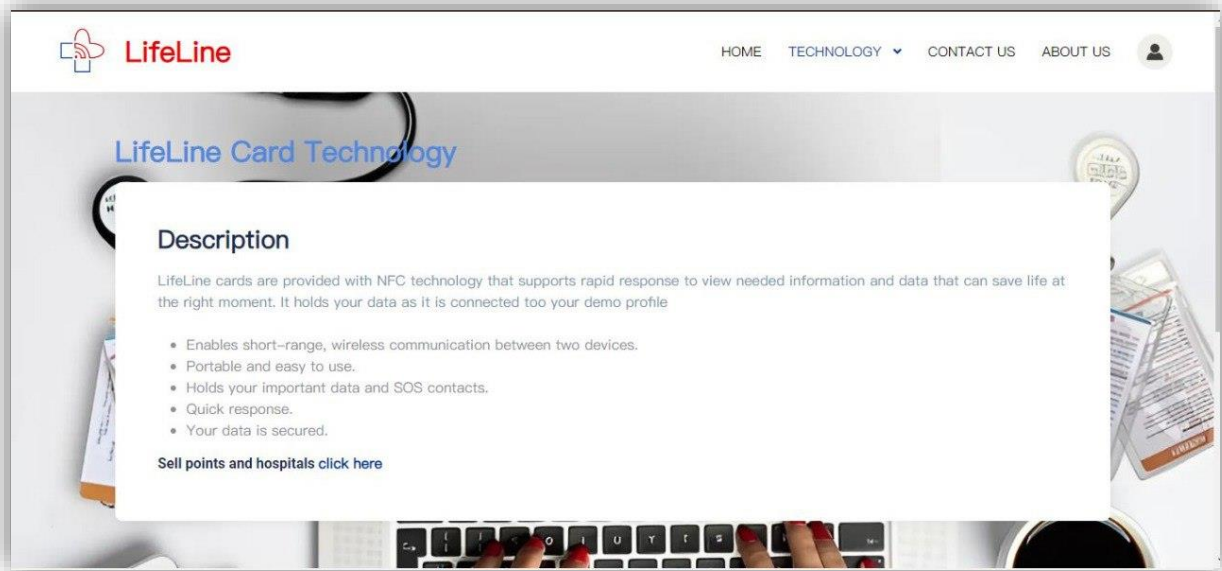 LifeLine
HOME
TECHNOLOGY
CONTACT US
ABOUT US
LifeLine Card Technology
Description
LifeLine cards are provided with NFC technology that supports rapid response to view needed information and data that can save life at
the right moment. It holds your data as it is connected too your demo profile
Enables short-range, wireless communication between two devices.
Portable and easy to use.
Holds your important data and SOS contacts.
Quick response.
Your data is secured.
Sell points and hospitals click here